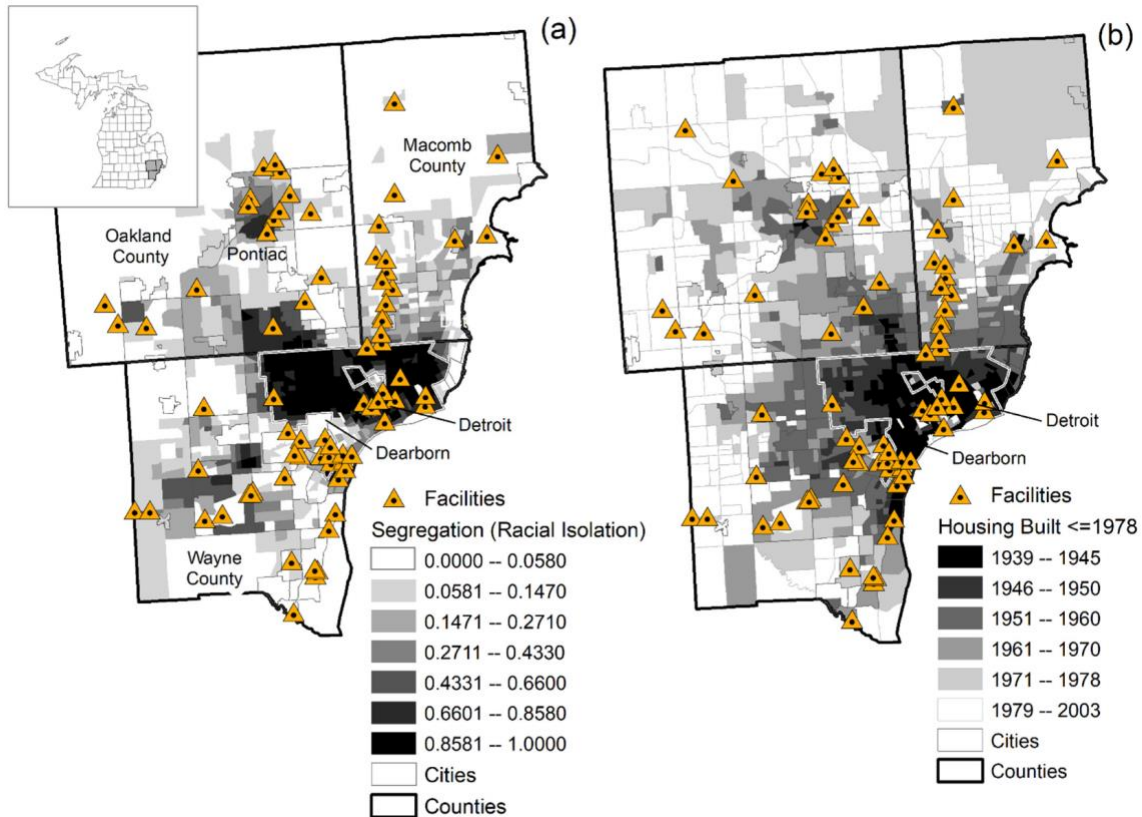 (a)
Macomb
County
Oakland
County
Pontiac
Detroit
Dearborn
Wayne
County
Facilities
Segregation (Racial Isolation)
0.0000 -- 0.0580
0.0581 -- 0.1470
0.1471 -- 0.2710
0.2711 -- 0.4330
0.4331 -- 0.6600
0.6601 -- 0.8580
0.8581 -- 1.0000
Cities
Counties
(b)
Detroit
Dearborn
Facilities
Housing Built <=1978
1939 -- 1945
1946 -- 1950
1951 -- 1960
1961 -- 1970
1971 -- 1978
1979 -- 2003
Cities
Counties